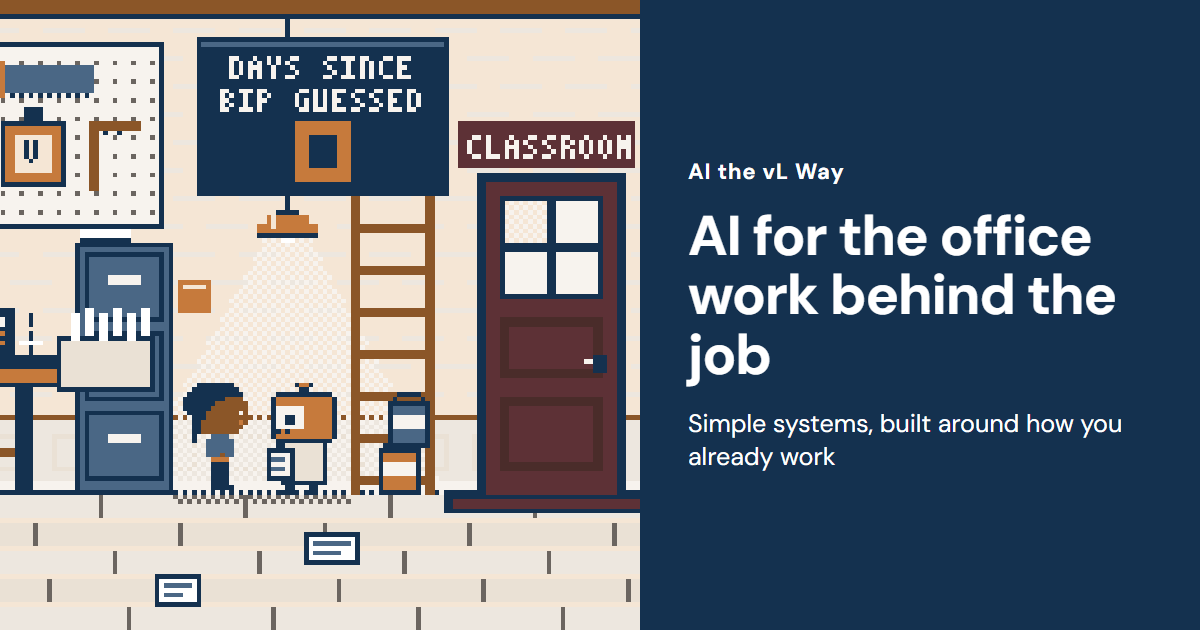 DAYS SINCE
BIP GUESSED
0
CLASSROOM
V
AI the vL Way
AI for the office
work behind the
job
Simple systems, built around how you
already work